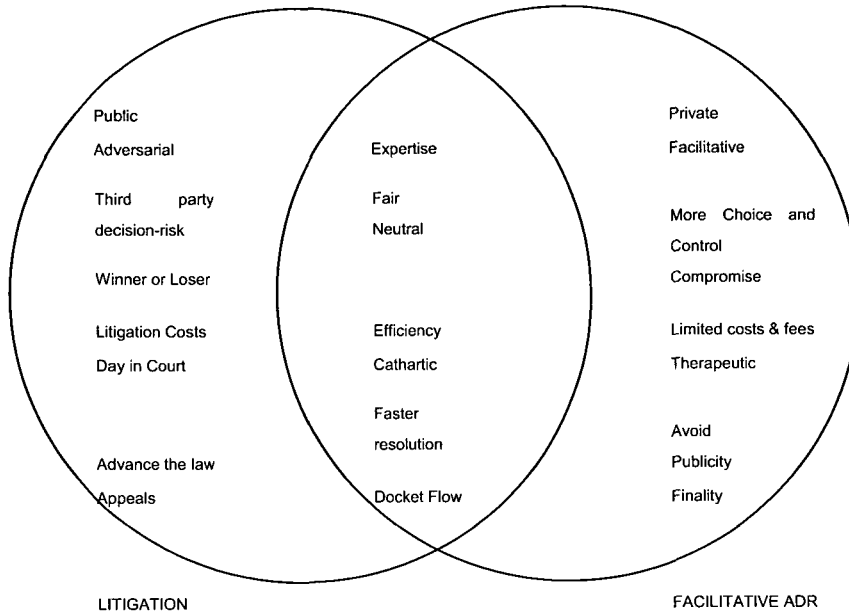 Public
Adversarial
Third party
decision-risk
Winner or Loser
Litigation Costs
Day in Court
Advance the law
Appeals
Expertise
Fair
Neutral
Efficiency
Cathartic
Faster
resolution
Docket Flow
Private
Facilitative
More Choice and
Control
Compromise
Limited costs & fees
Therapeutic
Avoid
Publicity
Finality
LITIGATION
FACILITATIVE ADR